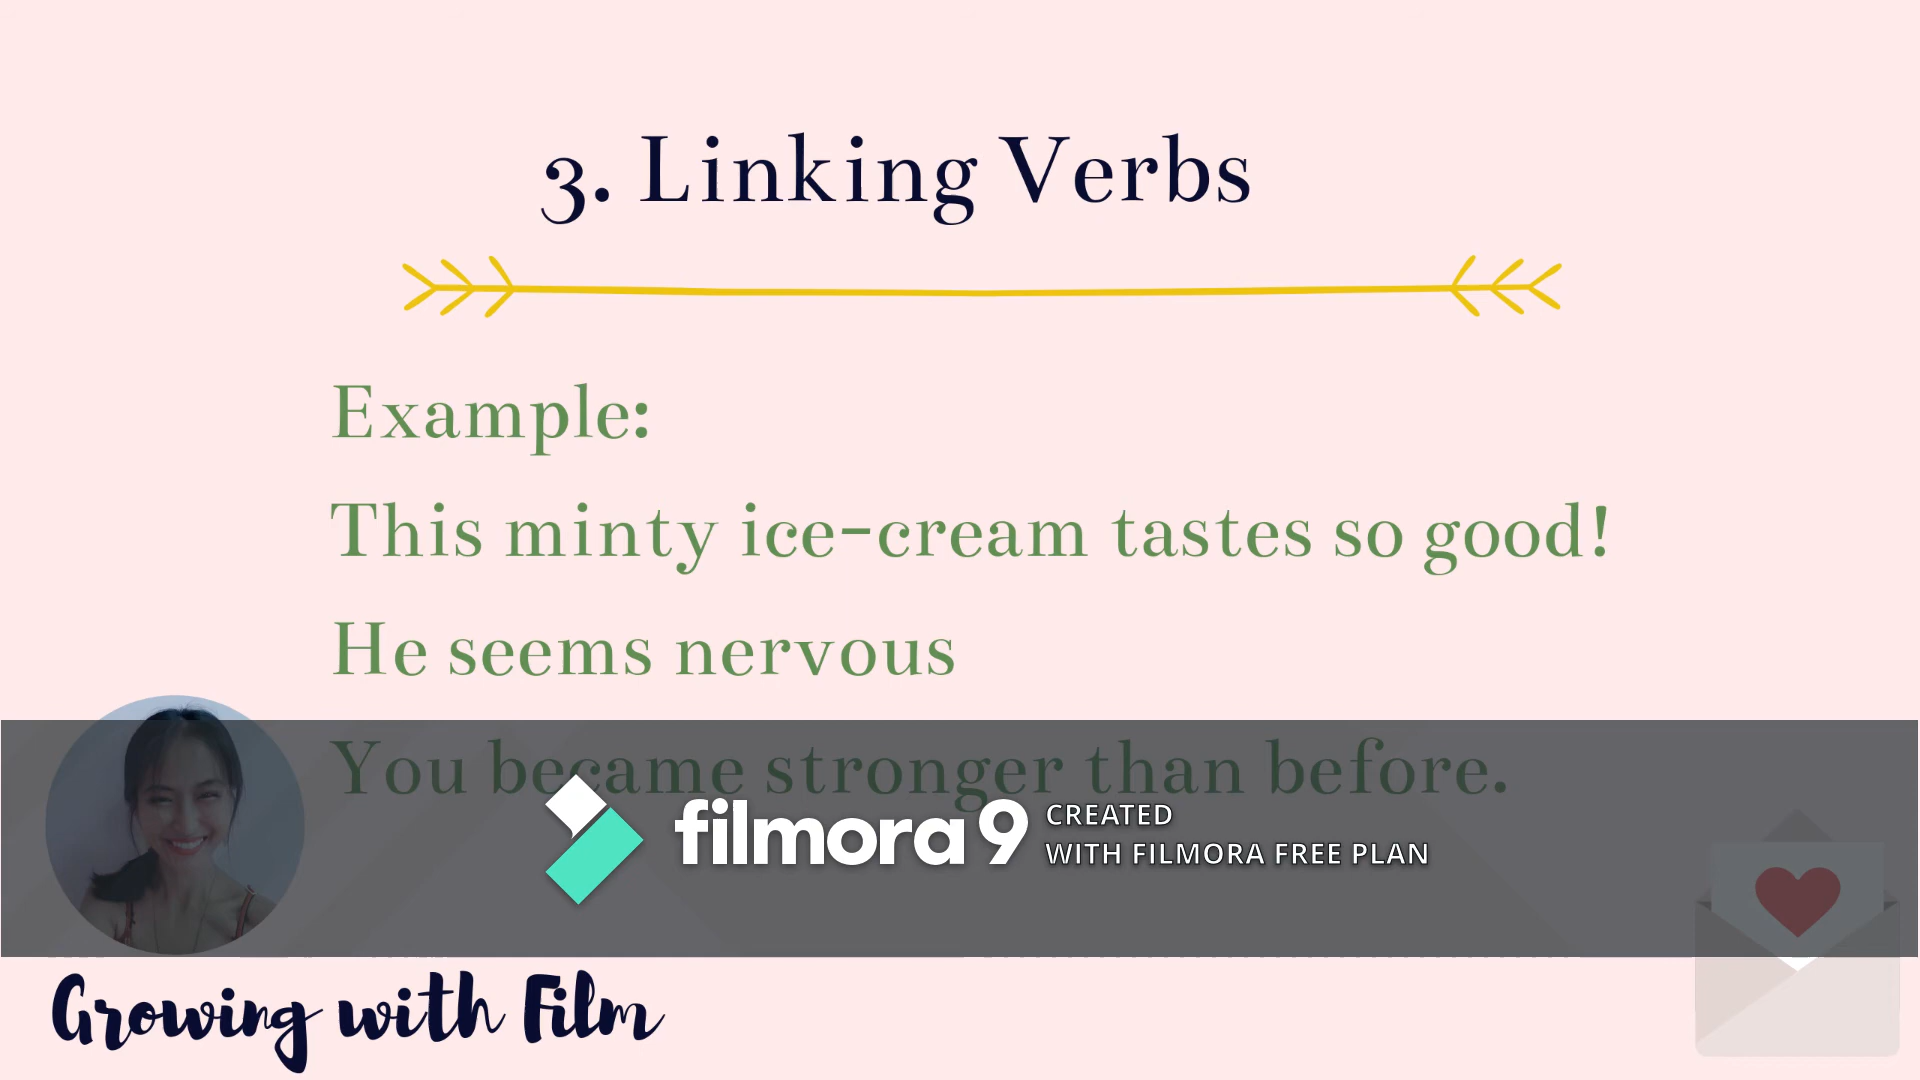 3. Linking Verbs
Example:
This minty ice-cream tastes so good!
He seems nervous
You became stronger than before.
filmora9
CREATED
WITH FILMORA FREE PLAN
Growing with Film